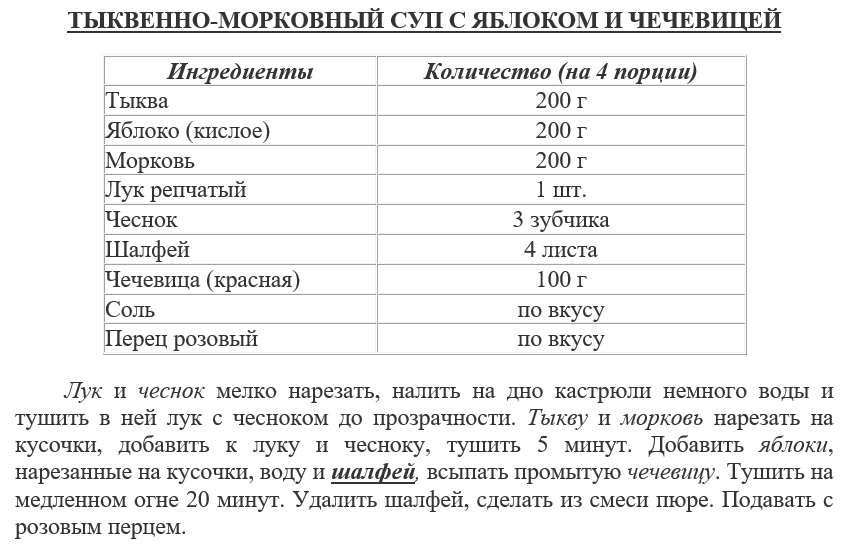 ТЫКВЕННО-МОРКОВНЫЙ СУП С ЯБЛОКОМ И ЧЕЧЕВИЦЕЙ
Ингредиенты Количество (на 4 порции)
Тыква 200 г
Яблоко (кислое) 200 г
Морковь 200 г
Лук репчатый 1 шт.
Чеснок 3 зубчика
Шалфей 4 листа
Чечевица (красная) 100 г
Соль по вкусу
Перец розовый по вкусу
Лук и чеснок мелко нарезать, налить на дно кастрюли немного воды и
тушить в ней лук с чесноком до прозрачности. Тыкву и морковь нарезать на
кусочки, добавить к луку и чесноку, тушить 5 минут. Добавить яблоки,
нарезанные на кусочки, воду и шалфей, всыпать промытую чечевицу. Тушить на
медленном огне 20 минут. Удалить шалфей, сделать из смеси пюре. Подавать с
розовым перцем.